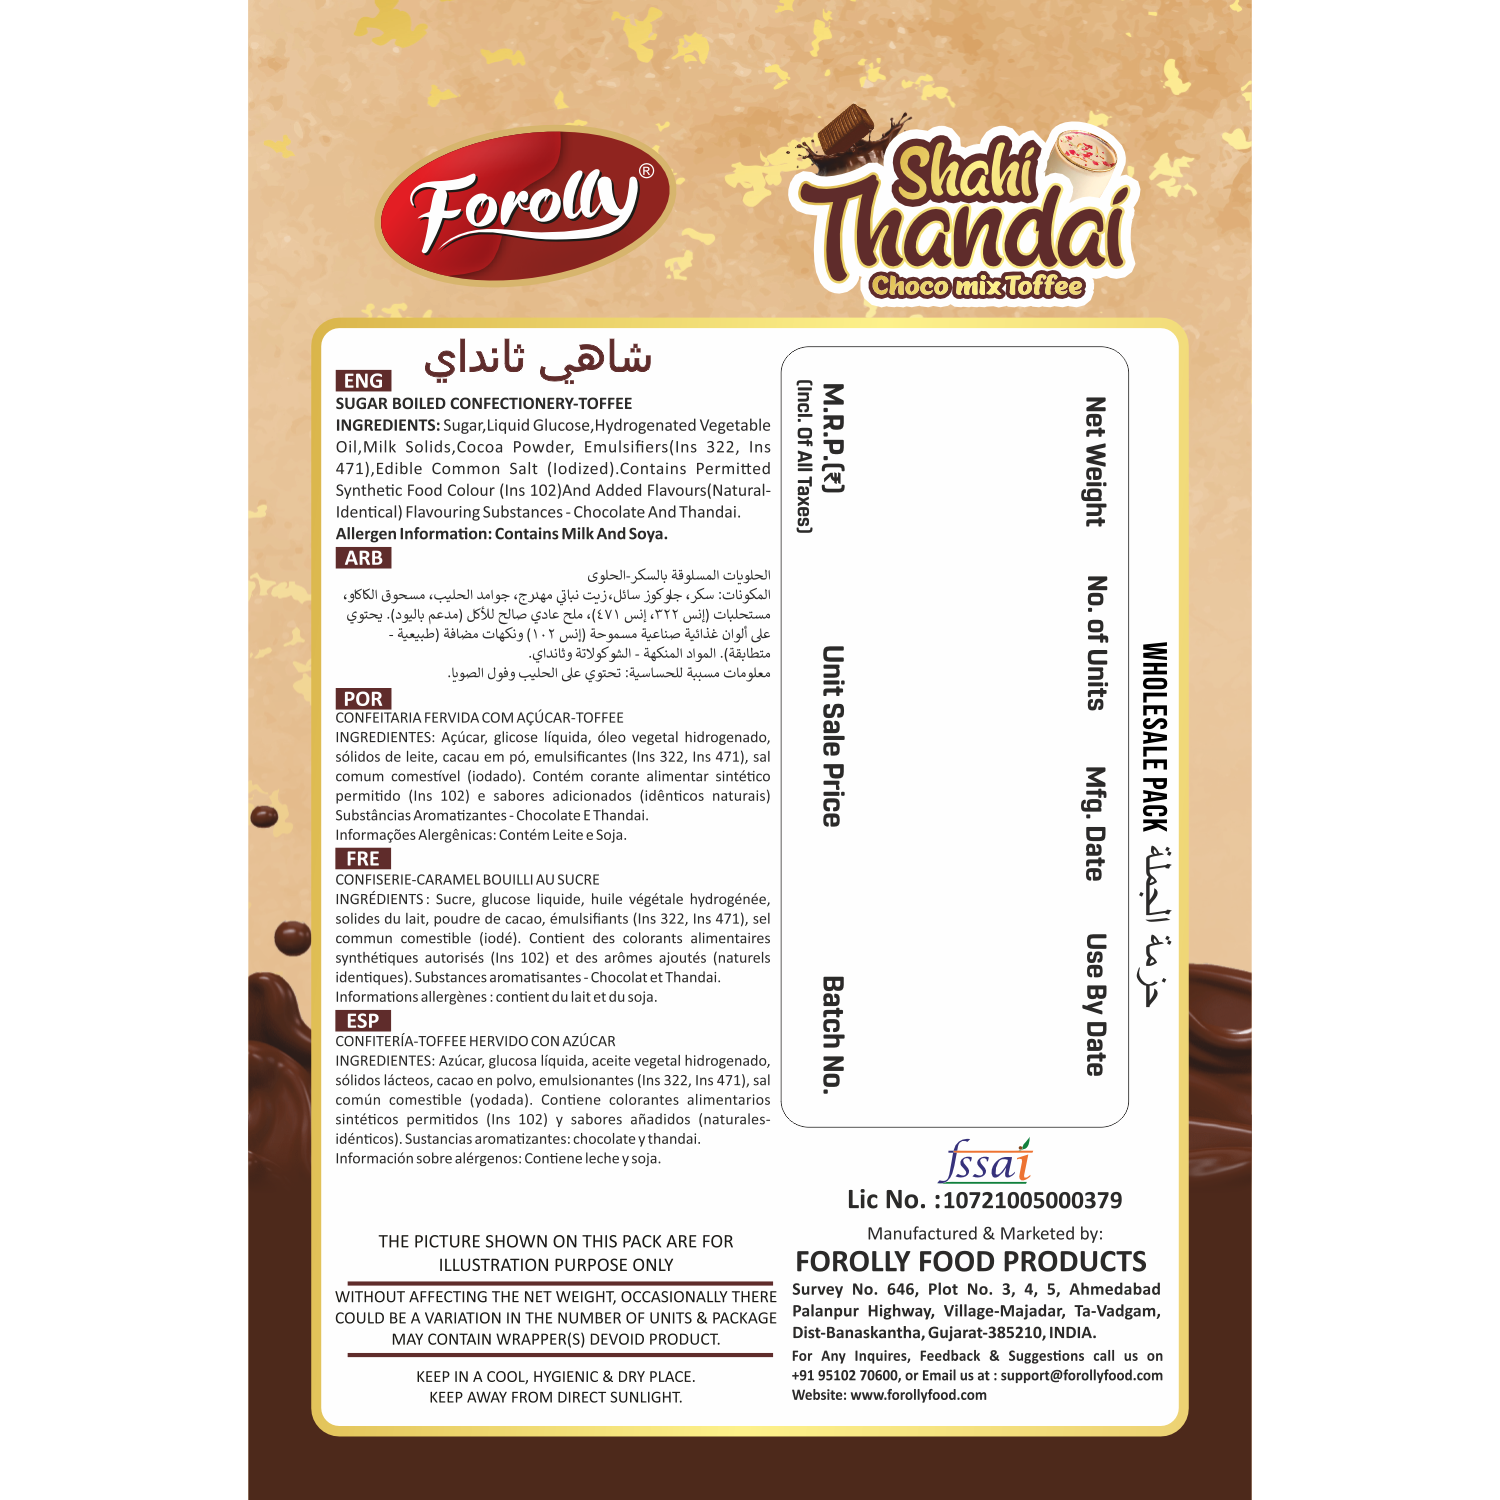 Forolly®
Shahi
Thandai
Choco mix Toffee
شاهي ثانداي
ENG
SUGAR BOILED CONFECTIONERY-TOFFEE
INGREDIENTS: Sugar,Liquid Glucose,Hydrogenated Vegetable
Oil,Milk Solids,Cocoa Powder, Emulsifiers(Ins 322, Ins
471),Edible Common Salt (Iodized).Contains Permitted
Synthetic Food Colour (Ins 102)And Added Flavours(Natural-
Identical) Flavouring Substances - Chocolate And Thandai.
Allergen Information: Contains Milk And Soya.
ARB
الحلويات المسلوقة بالسكر-الحلوى
المكونات: سكر، جلوكوز سائل،زيت نباتي مهدرج، جوامد الحليب، مسحوق الكاكاو،
مستحلبات (إنس ٣٢٢، إنس ٤٧١)، ملح عادي صالح للأكل (مدعم باليود). يحتوي
على ألوان غذائية صناعية مسموحة (إنس ١٠٢) ونكهات مضافة (طبيعية -
متطابقة). المواد المنكهة - الشوكولاتة وثانداي.
معلومات مسببة للحساسية: تحتوي على الحليب وفول الصويا.
POR
CONFEITARIA FERVIDA COM AÇÚCAR-TOFFEE
INGREDIENTES: Açúcar, glicose líquida, óleo vegetal hidrogenado,
sólidos de leite, cacau em pó, emulsificantes (Ins 322, Ins 471), sal
comum comestível (iodado). Contém corante alimentar sintético
permitido (Ins 102) e sabores adicionados (idênticos naturais)
Substâncias Aromatizantes - Chocolate E Thandai.
Informações Alergênicas: Contém Leite e Soja.
FRE
CONFISERIE-CARAMEL BOUILLI AU SUCRE
INGRÉDIENTS : Sucre, glucose liquide, huile végétale hydrogénée,
solides du lait, poudre de cacao, émulsifiants (Ins 322, Ins 471), sel
commun comestible (iodé). Contient des colorants alimentaires
synthétiques autorisés (Ins 102) et des arômes ajoutés (naturels
identiques). Substances aromatisantes - Chocolat et Thandai.
Informations allergènes : contient du lait et du soja.
ESP
CONFITERÍA-TOFFEE HERVIDO CON AZÚCAR
INGREDIENTES: Azúcar, glucosa líquida, aceite vegetal hidrogenado,
sólidos lácteos, cacao en polvo, emulsionantes (Ins 322, Ins 471), sal
común comestible (yodada). Contiene colorantes alimentarios
sintéticos permitidos (Ins 102) y sabores añadidos (naturales-
idénticos). Sustancias aromatizantes: chocolate y thandai.
Información sobre alérgenos: Contiene leche y soja.
THE PICTURE SHOWN ON THIS PACK ARE FOR
ILLUSTRATION PURPOSE ONLY
WITHOUT AFFECTING THE NET WEIGHT, OCCASIONALLY THERE
COULD BE A VARIATION IN THE NUMBER OF UNITS & PACKAGE
MAY CONTAIN WRAPPER(S) DEVOID PRODUCT.
KEEP IN A COOL, HYGIENIC & DRY PLACE.
KEEP AWAY FROM DIRECT SUNLIGHT.
WHOLESALE PACK حزمة الجملة
Net Weight
No. of Units
Mfg. Date
Use By Date
M.R.P.(₹)
(Incl. Of All Taxes)
Unit Sale Price
Batch No.
fssai
Lic No. :10721005000379
Manufactured & Marketed by:
FOROLLY FOOD PRODUCTS
Survey No. 646, Plot No. 3, 4, 5, Ahmedabad
Palanpur Highway, Village-Majadar, Ta-Vadgam,
Dist-Banaskantha, Gujarat-385210, INDIA.
For Any Inquires, Feedback & Suggestions call us on
+91 95102 70600, or Email us at : support@forollyfood.com
Website: www.forollyfood.com